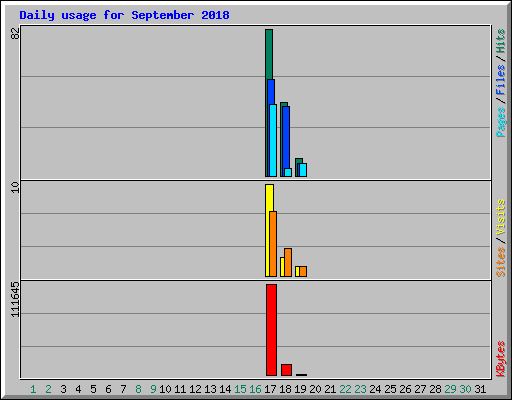 Daily usage for September 2018
82
10
111645
Pages / Files / Hits
Sites / Visits
KBytes
1 2 3 4 5 6 7 8 9 10 11 12 13 14 15 16 17 18 19 20 21 22 23 24 25 26 27 28 29 30 31